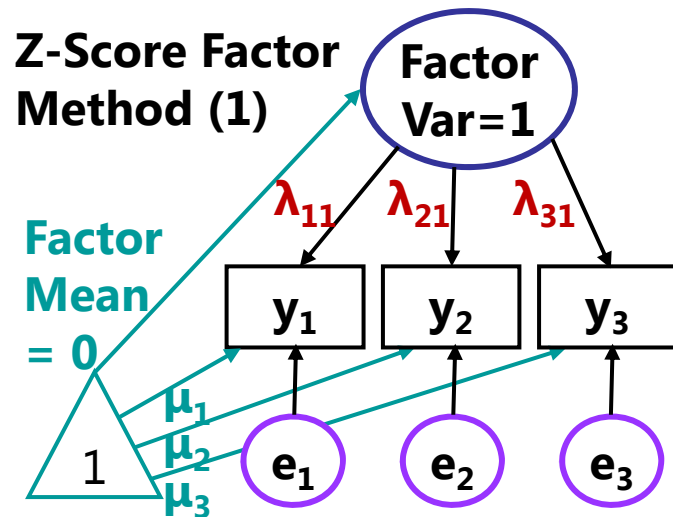 Z-Score Factor
Method (1)
Factor
Var=1
λ₁₁
λ₂₁
λ₃₁
Factor
Mean
= 0
y₁
y₂
y₃
μ₁
μ₂
μ₃
1
e₁
e₂
e₃